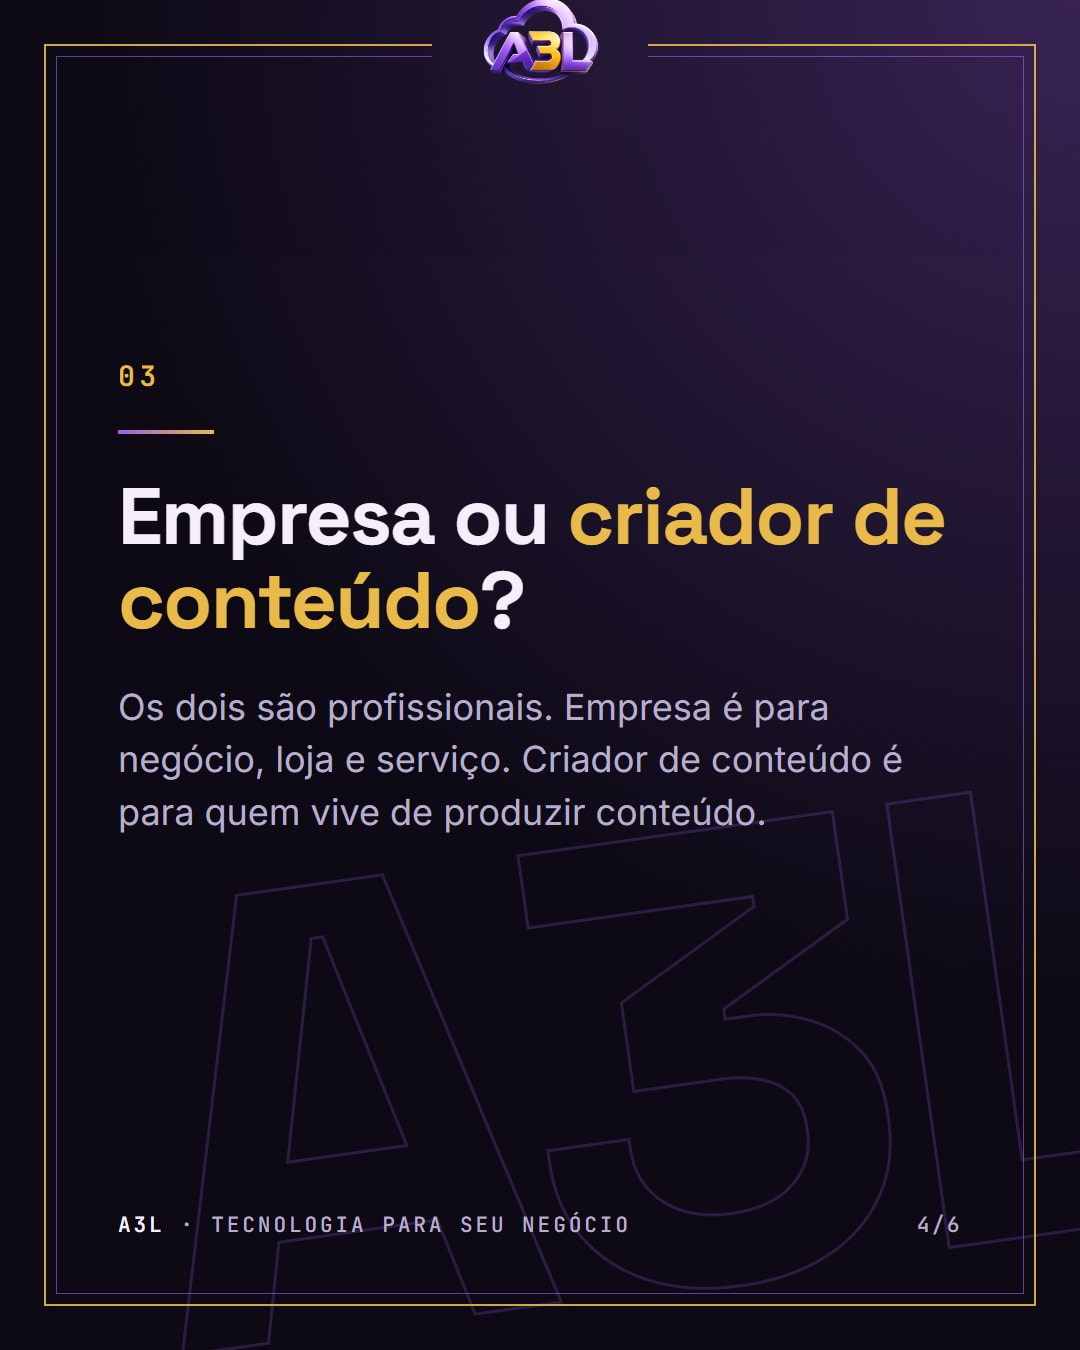 A3L
03
Empresa ou criador de
conteúdo?
Os dois são profissionais. Empresa é para
negócio, loja e serviço. Criador de conteúdo é
para quem vive de produzir conteúdo.
A3L
A3L · TECNOLOGIA PARA SEU NEGÓCIO
4/6